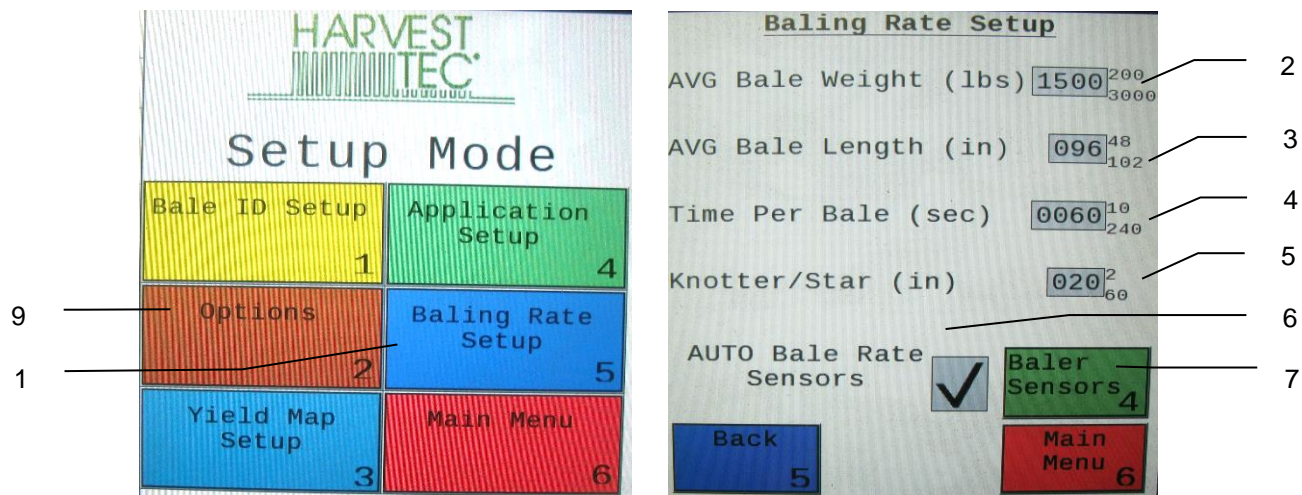 HARVEST
TEC
Setup Mode
Bale ID Setup
1
Application
Setup
4
Options
2
Baling Rate
Setup
5
Yield Map
Setup
3
Main Menu
6
9
1
Baling Rate Setup
AVG Bale Weight (lbs) 1500 200
3000
AVG Bale Length (in) 096 48
102
Time Per Bale (sec) 0060 10
240
Knotter/Star (in) 020 2
60
AUTO Bale Rate
Sensors
Baler
Sensors
4
Back
5
Main
Menu
6
2
3
4
5
6
7